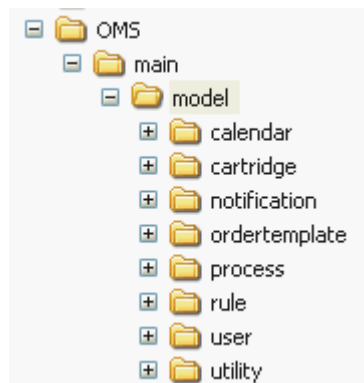 OMS
main
model
calendar
cartridge
notification
ordertemplate
process
rule
user
utility